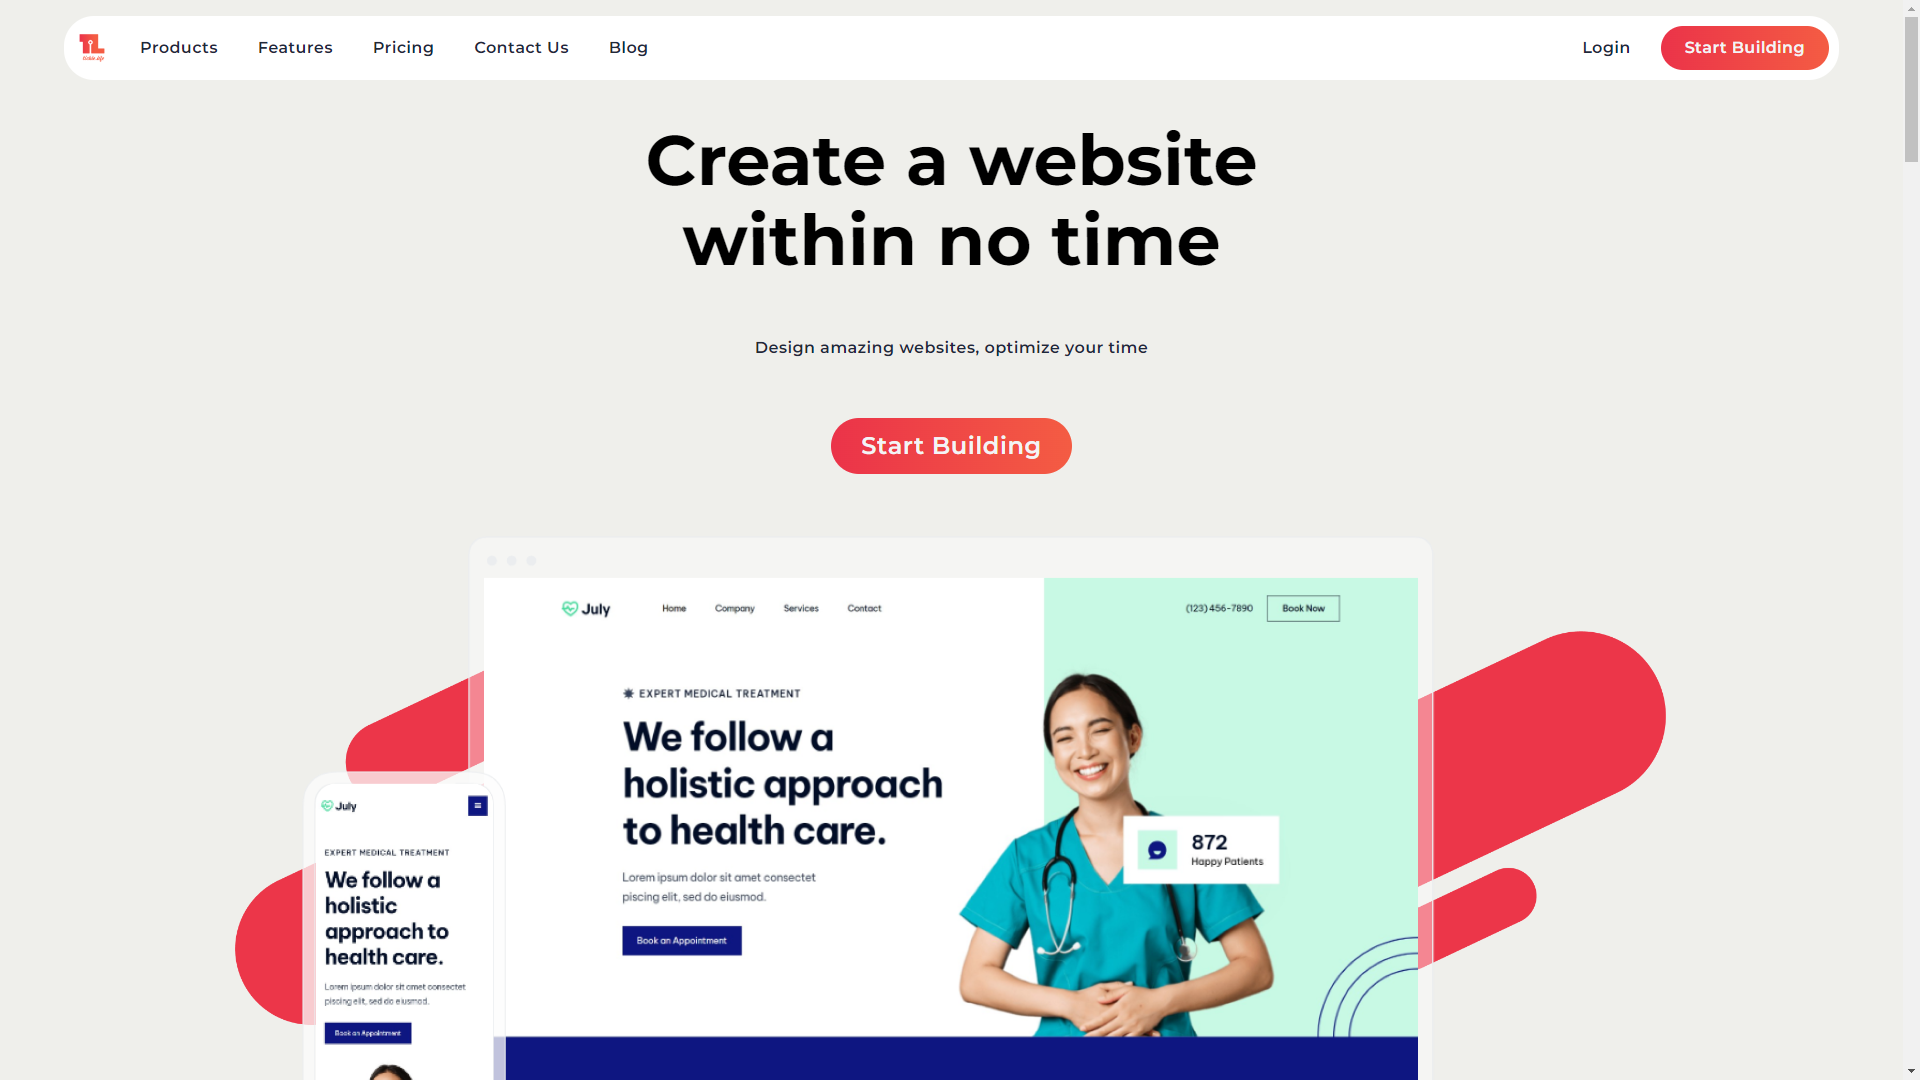 TL
Products
Features
Pricing
Contact Us
Blog
Login
Start Building
Create a website
within no time
Design amazing websites, optimize your time
Start Building
July
Home
Company
Services
Contact
(123) 456-7890
Book Now
EXPERT MEDICAL TREATMENT
We follow a
holistic approach
to health care.
Lorem ipsum dolor sit amet consectet
piscing elit, sed do eiusmod.
Book an Appointment
872
Happy Patients
July
EXPERT MEDICAL TREATMENT
We follow a
holistic
approach to
health care.
Lorem ipsum dolor sit amet consectet
piscing elit, sed do eiusmod.
Book an Appointment